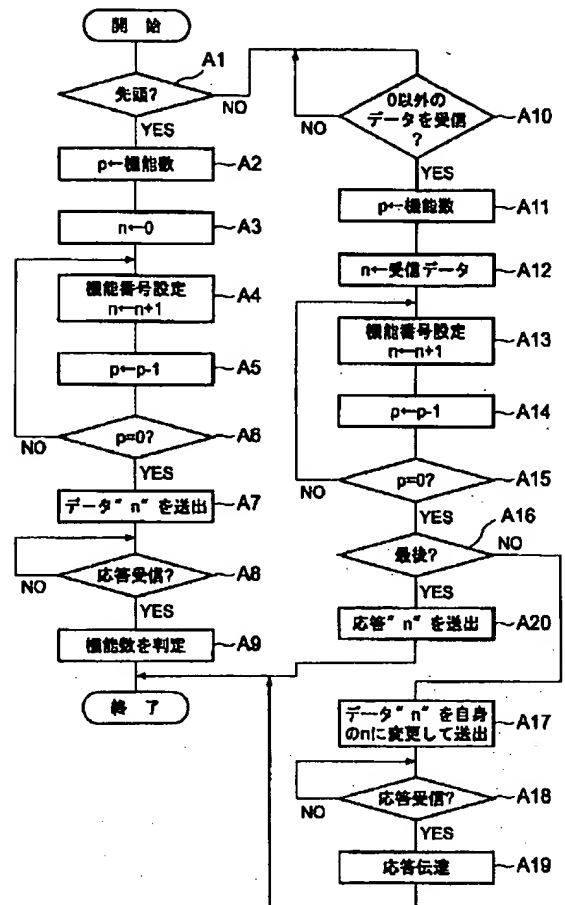 開 始
A1
先頭?
NO
YES
p←機能数
A2
n←0
A3
機能番号設定
n←n+1
A4
p←p-1
A5
p=0?
A6
NO
YES
データ"n"を送出
A7
応答受信?
A8
NO
YES
機能数を判定
A9
終 了
0以外の
データを受信
?
A10
NO
YES
p←機能数
A11
n←受信データ
A12
機能番号設定
n←n+1
A13
p←p-1
A14
p=0?
A15
NO
YES
A16
最後?
NO
YES
応答"n"を送出
A20
データ"n"を自身
のnに変更して送出
A17
応答受信?
A18
NO
YES
応答伝達
A19